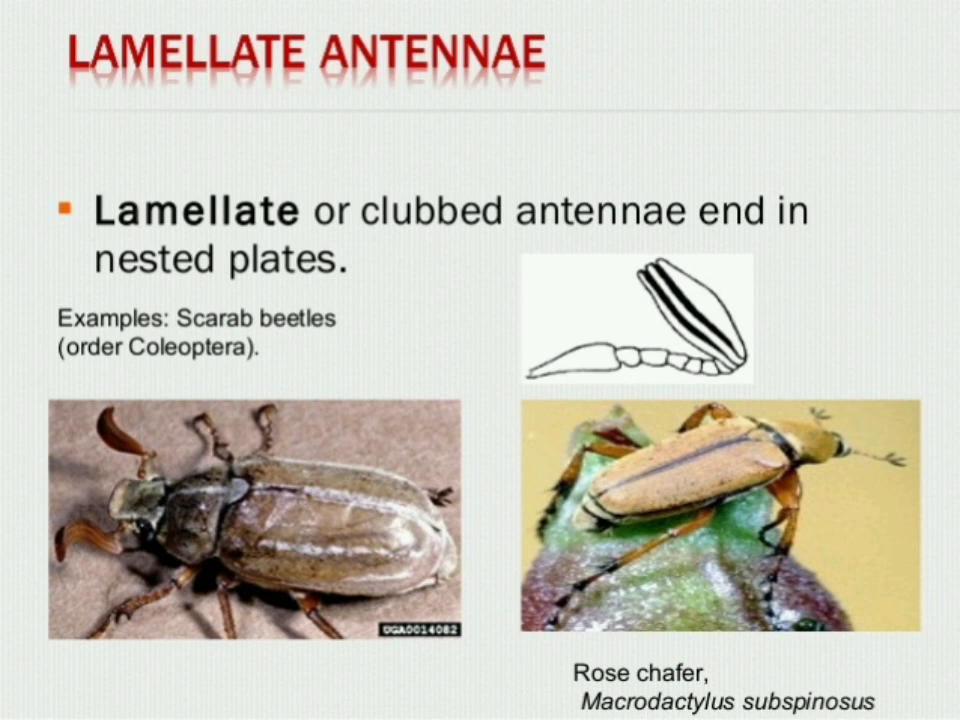 LAMELLATE ANTENNAE
▪ Lamellate or clubbed antennae end in
nested plates.
Examples: Scarab beetles
(order Coleoptera).
UGA0014082
Rose chafer,
Macrodactylus subspinosus